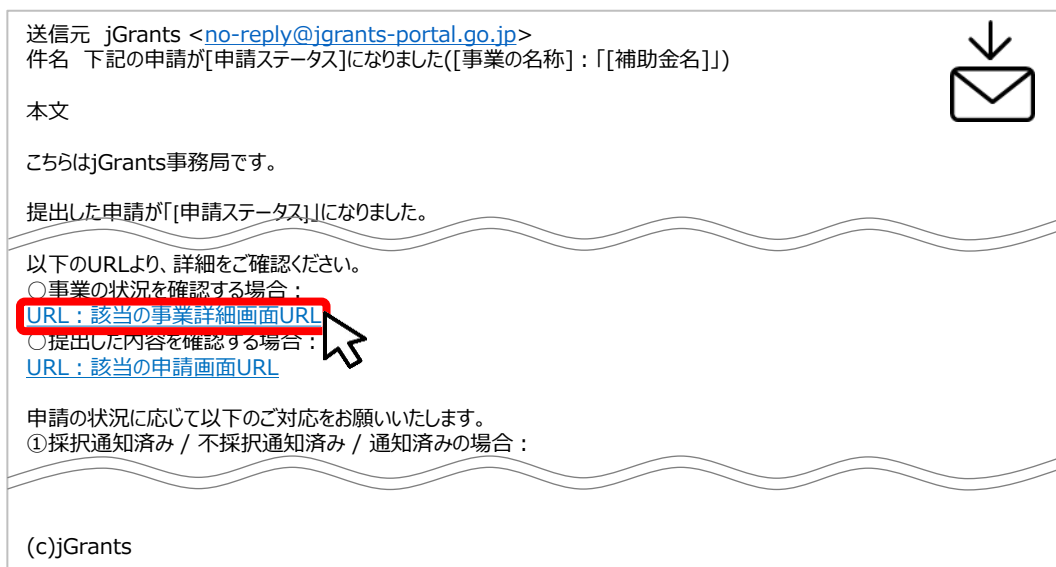 送信元 jGrants <no-reply@jgrants-portal.go.jp>
件名 下記の申請が[申請ステータス]になりました([事業の名称]:「[補助金名]」)
本文
こちらはjGrants事務局です。
提出した申請が「[申請ステータス]」になりました。
以下のURLより、詳細をご確認ください。
○事業の状況を確認する場合:
URL:該当の事業詳細画面URL
○提出した内容を確認する場合:
URL:該当の申請画面URL
申請の状況に応じて以下のご対応をお願いいたします。
①採択通知済み / 不採択通知済み / 通知済みの場合:
(c)jGrants